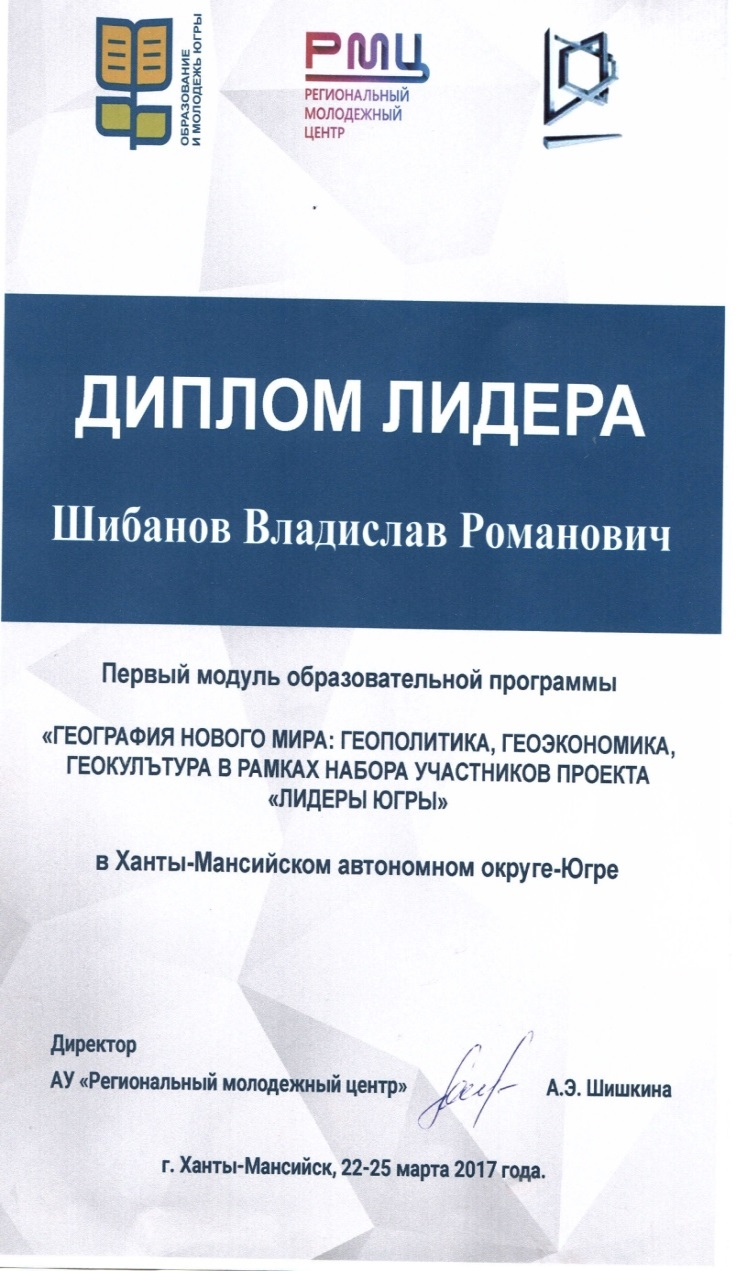 ОБРАЗОВАНИЕ
И МОЛОДЕЖЬ ЮГРЫ
РМЦ
РЕГИОНАЛЬНЫЙ
МОЛОДЕЖНЫЙ
ЦЕНТР
ДИПЛОМ ЛИДЕРА
Шибанов Владислав Романович
Первый модуль образовательной программы
«ГЕОГРАФИЯ НОВОГО МИРА: ГЕОПОЛИТИКА, ГЕОЭКОНОМИКА,
ГЕОКУЛЪТУРА В РАМКАХ НАБОРА УЧАСТНИКОВ ПРОЕКТА
«ЛИДЕРЫ ЮГРЫ»
в Ханты-Мансийском автономном округе-Югре
Директор
АУ «Региональный молодежный центр» А.Э. Шишкина
г. Ханты-Мансийск, 22-25 марта 2017 года.